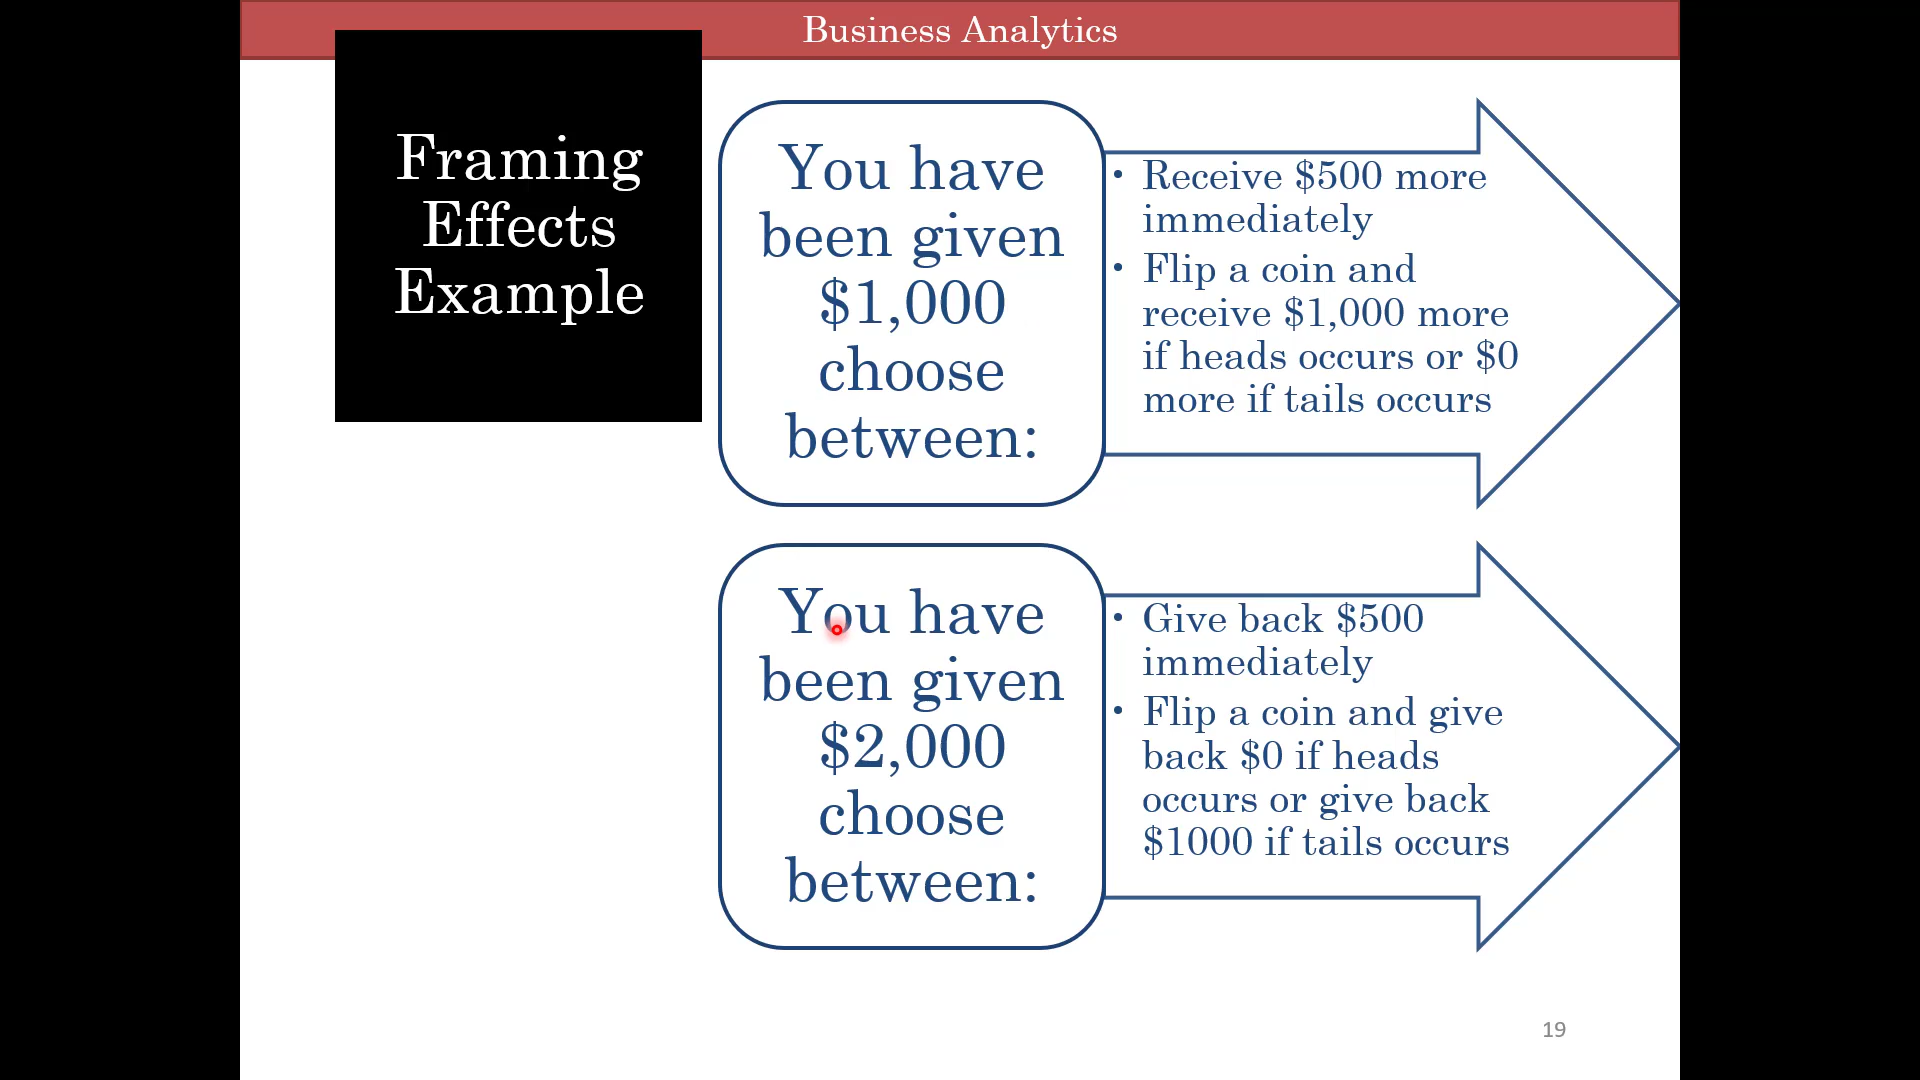 Business Analytics
Framing
Effects
Example
You have
been given
$1,000
choose
between:
• Receive $500 more
immediately
• Flip a coin and
receive $1,000 more
if heads occurs or $0
more if tails occurs
You have
been given
$2,000
choose
between:
• Give back $500
immediately
• Flip a coin and give
back $0 if heads
occurs or give back
$1000 if tails occurs
19